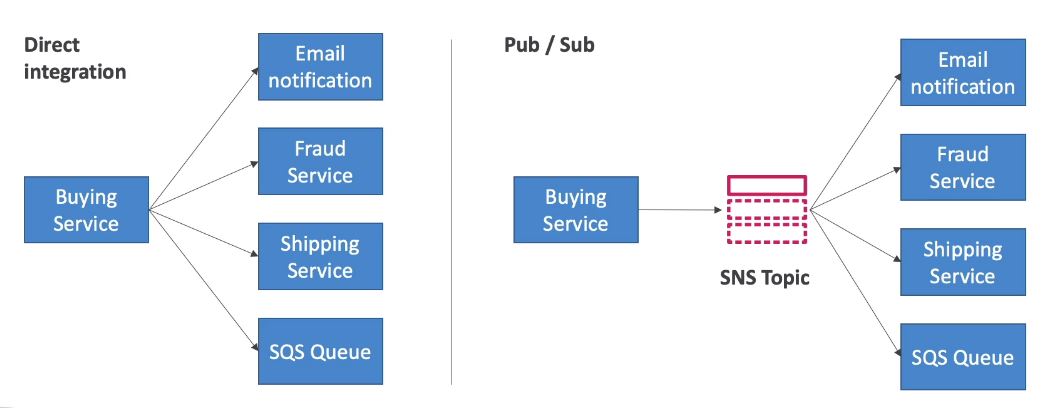 Direct
integration
Email
notification
Fraud
Service
Buying
Service
Shipping
Service
SQS Queue
Pub / Sub
Email
notification
Fraud
Service
Buying
Service
SNS Topic
Shipping
Service
SQS Queue